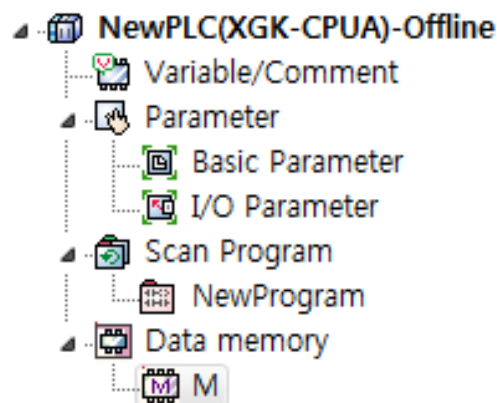 NewPLC(XGK-CPUA)-Offline
Variable/Comment
Parameter
Basic Parameter
I/O Parameter
Scan Program
NewProgram
Data memory
M